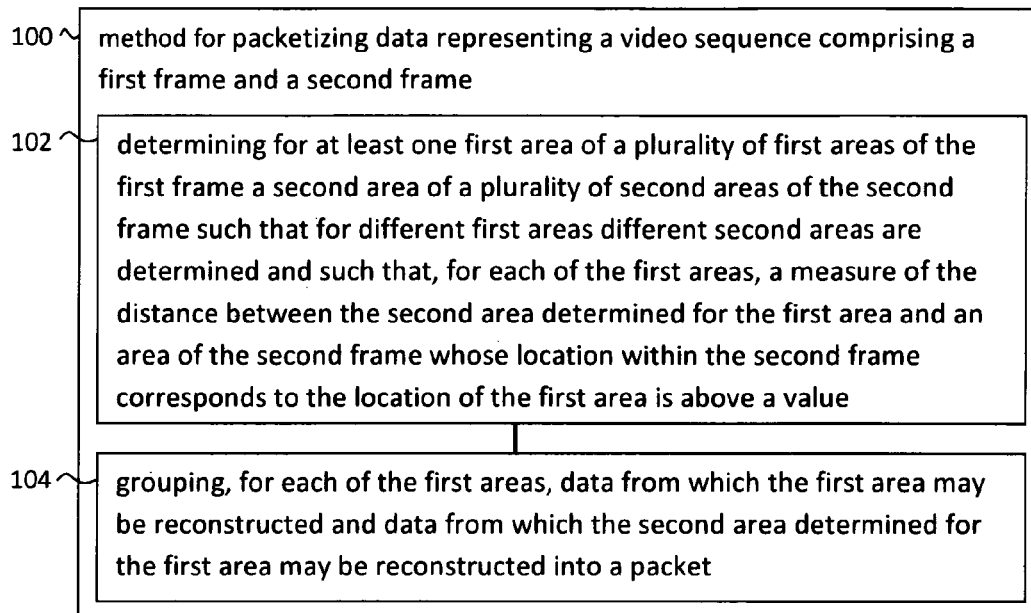 100 method for packetizing data representing a video sequence comprising a
first frame and a second frame
102 determining for at least one first area of a plurality of first areas of the
first frame a second area of a plurality of second areas of the second
frame such that for different first areas different second areas are
determined and such that, for each of the first areas, a measure of the
distance between the second area determined for the first area and an
area of the second frame whose location within the second frame
corresponds to the location of the first area is above a value
104 grouping, for each of the first areas, data from which the first area may
be reconstructed and data from which the second area determined for
the first area may be reconstructed into a packet